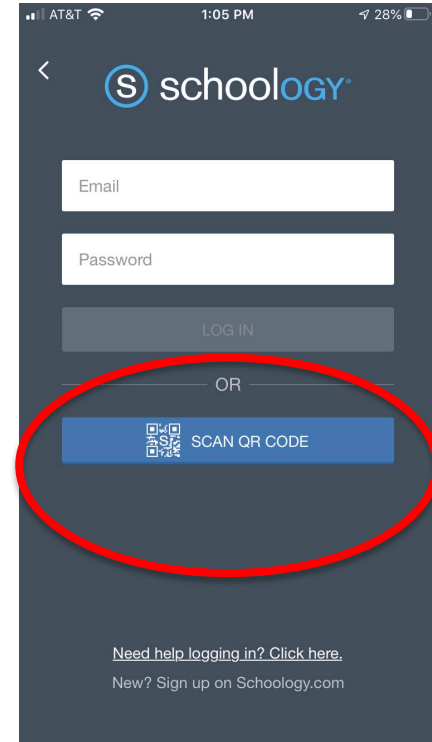 AT&T 1:05 PM 28%
S schoology
Email
Password
LOG IN
OR
S SCAN QR CODE
Need help logging in? Click here.
New? Sign up on Schoology.com